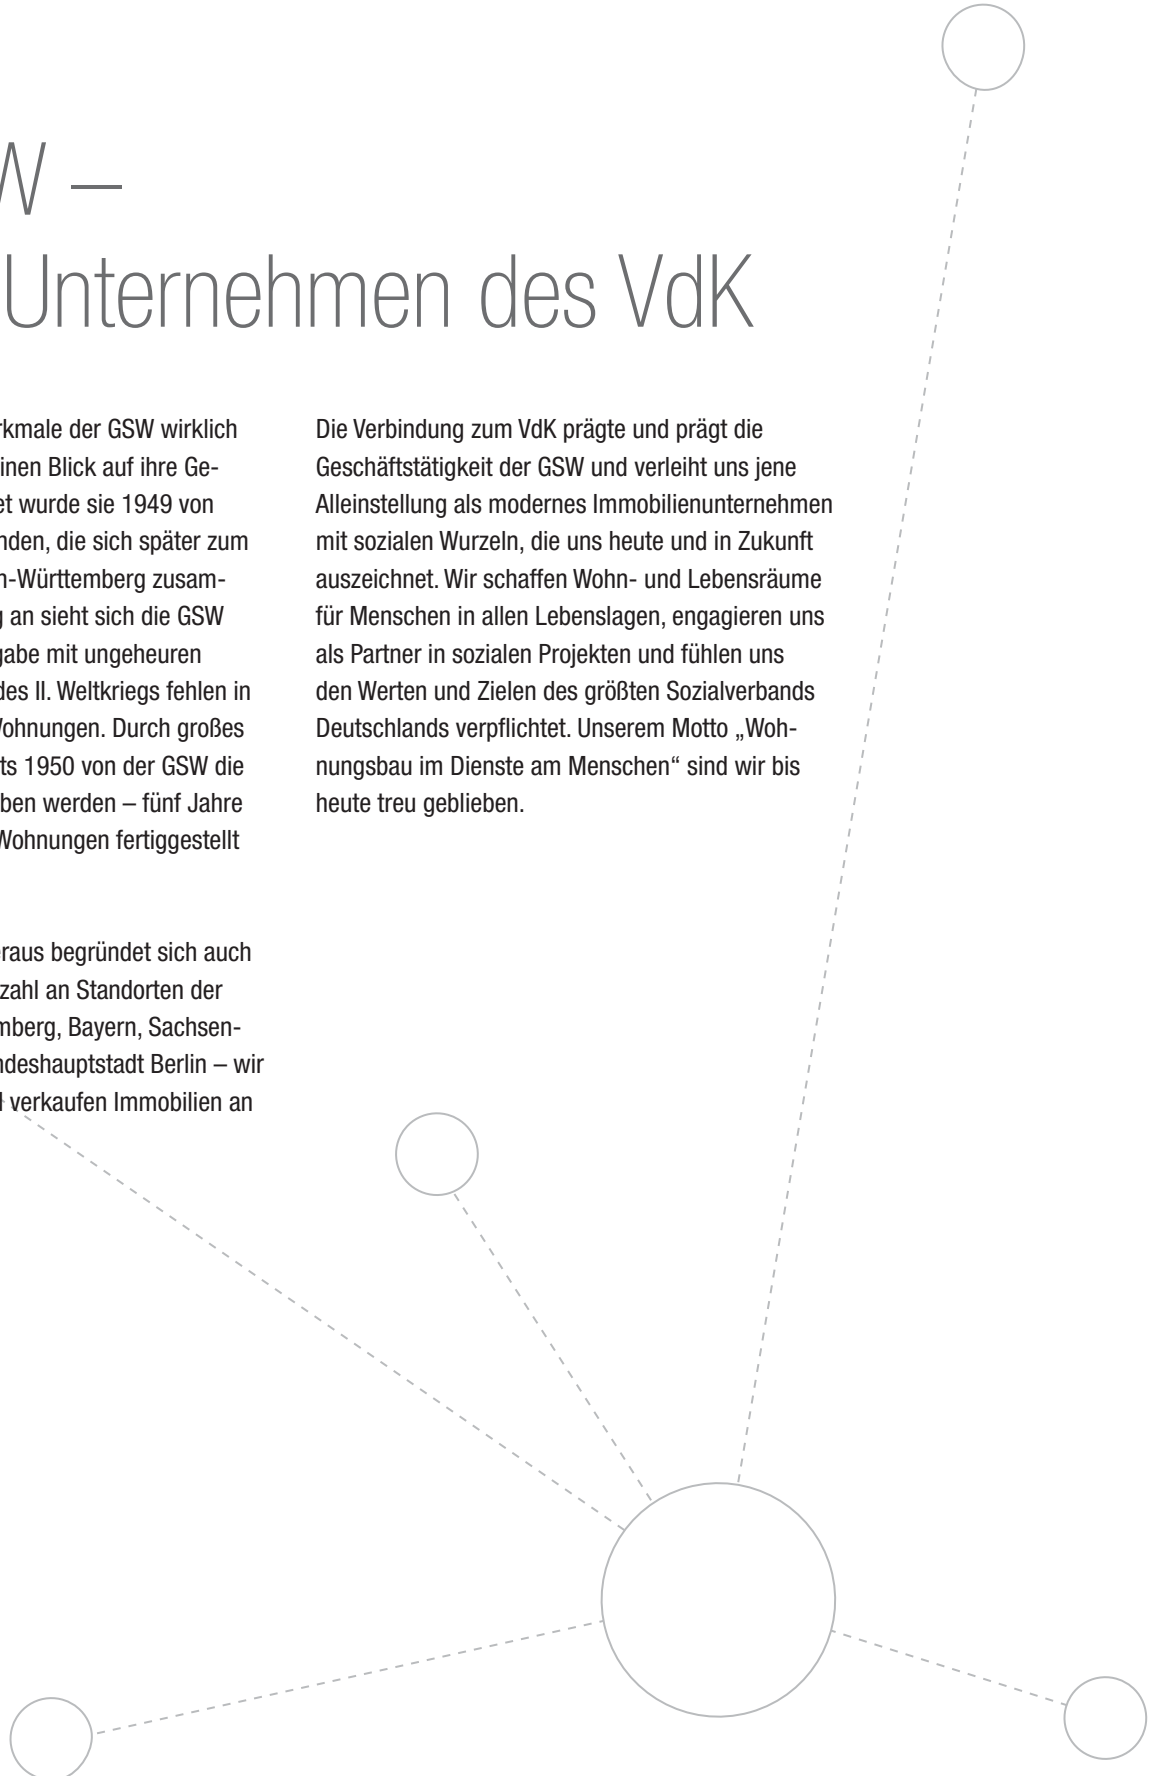 W –
Unternehmen des VdK
rkmale der GSW wirklich
inen Blick auf ihre Ge-
et wurde sie 1949 von
nden, die sich später zum
n-Württemberg zusam-
g an sieht sich die GSW
gabe mit ungeheuren
des II. Weltkriegs fehlen in
Wohnungen. Durch großes
ts 1950 von der GSW die
ben werden – fünf Jahre
Wohnungen fertiggestellt
eraus begründet sich auch
zahl an Standorten der
mberg, Bayern, Sachsen-
ndeshauptstadt Berlin – wir
verkaufen Immobilien an
Die Verbindung zum VdK prägte und prägt die
Geschäftstätigkeit der GSW und verleiht uns jene
Alleinstellung als modernes Immobilienunternehmen
mit sozialen Wurzeln, die uns heute und in Zukunft
auszeichnet. Wir schaffen Wohn- und Lebensräume
für Menschen in allen Lebenslagen, engagieren uns
als Partner in sozialen Projekten und fühlen uns
den Werten und Zielen des größten Sozialverbands
Deutschlands verpflichtet. Unserem Motto „Woh-
nungsbau im Dienste am Menschen“ sind wir bis
heute treu geblieben.